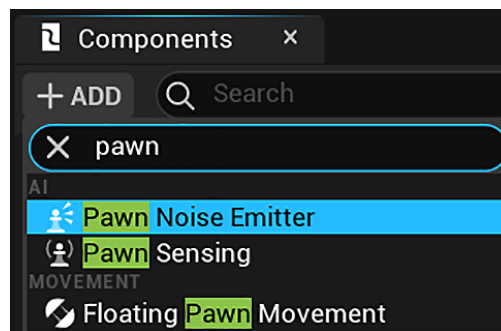 Components
+ ADD
Search
pawn
AI
Pawn Noise Emitter
Pawn Sensing
MOVEMENT
Floating Pawn Movement